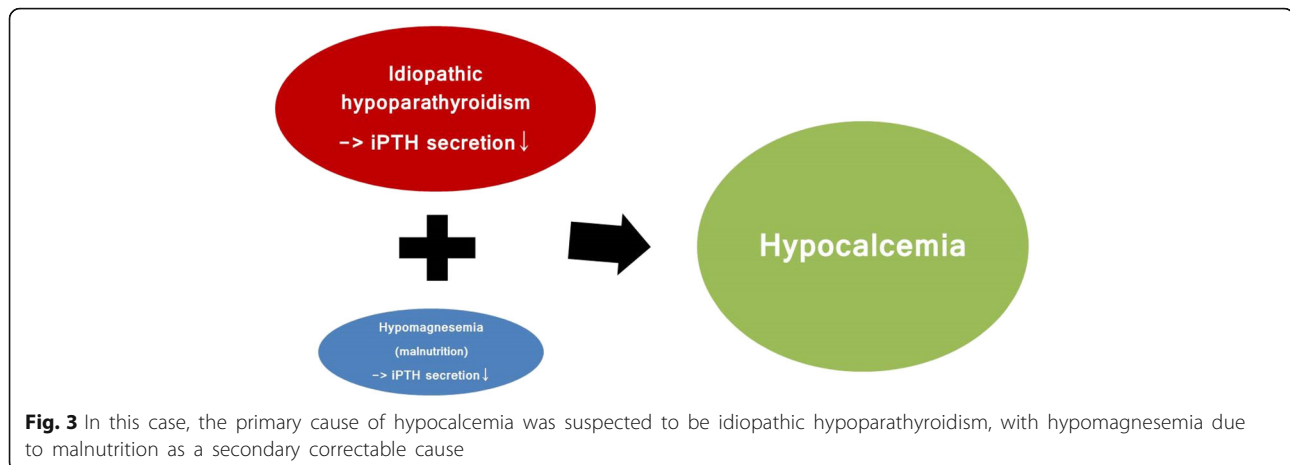 Idiopathic
hypoparathyroidism
-> iPTH secretion↓
Hypomagnesemia
(malnutrition)
-> iPTH secretion↓
Hypocalcemia
Fig. 3 In this case, the primary cause of hypocalcemia was suspected to be idiopathic hypoparathyroidism, with hypomagnesemia due
to malnutrition as a secondary correctable cause